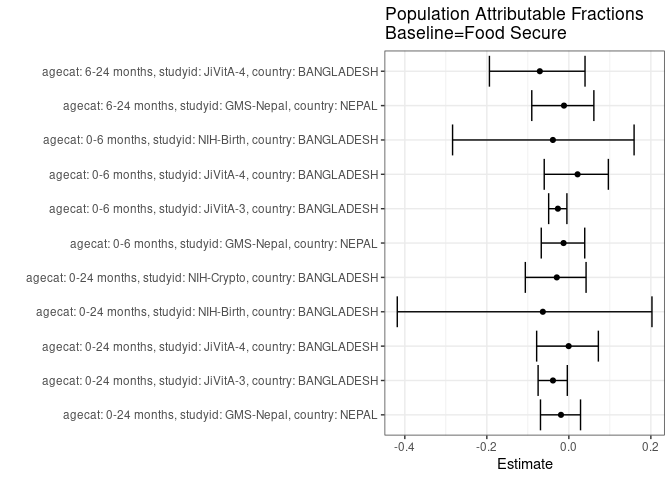 Population Attributable Fractions
Baseline=Food Secure
agecat: 6-24 months, studyid: JiVitA-4, country: BANGLADESH
agecat: 6-24 months, studyid: GMS-Nepal, country: NEPAL
agecat: 0-6 months, studyid: NIH-Birth, country: BANGLADESH
agecat: 0-6 months, studyid: JiVitA-4, country: BANGLADESH
agecat: 0-6 months, studyid: JiVitA-3, country: BANGLADESH
agecat: 0-6 months, studyid: GMS-Nepal, country: NEPAL
agecat: 0-24 months, studyid: NIH-Crypto, country: BANGLADESH
agecat: 0-24 months, studyid: NIH-Birth, country: BANGLADESH
agecat: 0-24 months, studyid: JiVitA-4, country: BANGLADESH
agecat: 0-24 months, studyid: JiVitA-3, country: BANGLADESH
agecat: 0-24 months, studyid: GMS-Nepal, country: NEPAL
-0.4 -0.2 0.0 0.2
Estimate